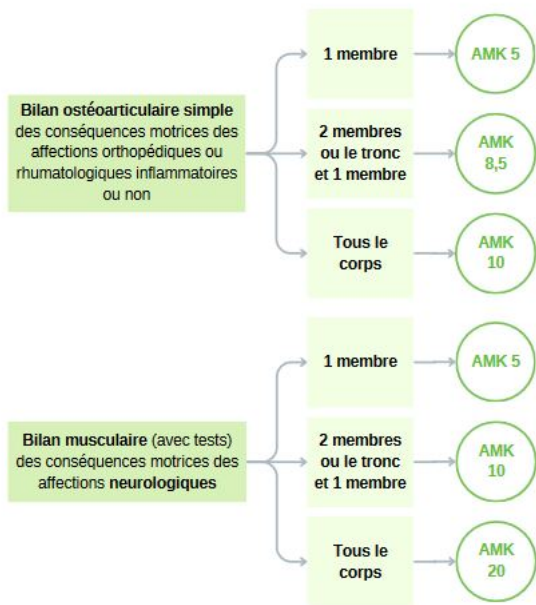 Bilan ostéoarticulaire simple
des conséquences motrices des
affections orthopédiques ou
rhumatologiques inflammatoires
ou non
1 membre
AMK 5
2 membres
ou le tronc
et 1 membre
AMK
8,5
Tous le
corps
AMK
10
Bilan musculaire (avec tests)
des conséquences motrices des
affections neurologiques
1 membre
AMK 5
2 membres
ou le tronc
et 1 membre
AMK
10
Tous le
corps
AMK
20